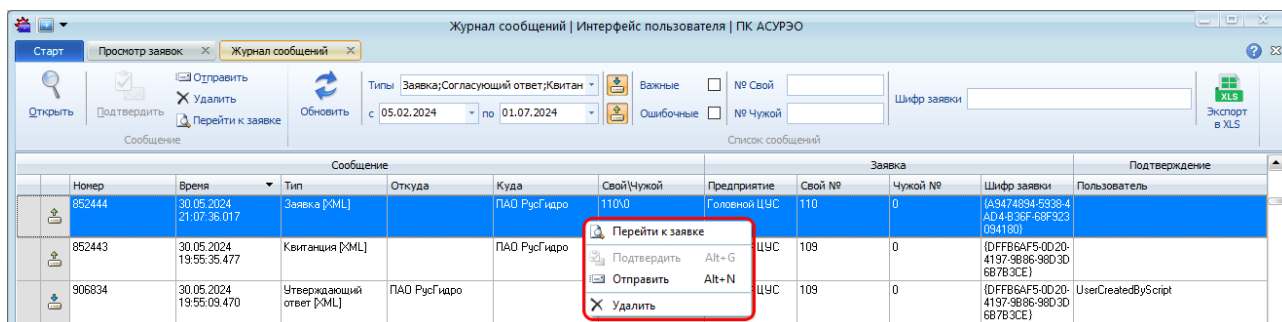 Журнал сообщений | Интерфейс пользователя | ПК АСУРЭО
Старт Просмотр заявок Журнал сообщений
Открыть Подтвердить Отправить Удалить Перейти к заявке
Сообщение
Обновить Типы Заявка;Согласующий ответ;Квитан Важные № Свой Шифр заявки
с 05.02.2024 по 01.07.2024 Ошибочные № Чужой
Список сообщений
XLS
Экспорт
в XLS
Сообщение Заявка Подтверждение
Номер Время Тип Откуда Куда Свой\Чужой Предприятие Свой № Чужой № Шифр заявки Пользователь
852444 30.05.2024 Заявка [XML] ПАО РусГидро 110\0 Головной ЦУС 110 0 {A9474894-5938-4
21:07:36.017 AD4-B36F-68F923
094180}
852443 30.05.2024 Квитанция [XML] ПАО РусГидро ЦУС 109 0 {DFFB6AF5-0D20-
19:55:35.477 4197-9B86-98D3D
6B7B3CE}
906834 30.05.2024 Утверждающий ПАО РусГидро ЦУС 109 0 {DFFB6AF5-0D20- UserCreatedByScript
19:55:09.470 ответ [XML] 4197-9B86-98D3D
6B7B3CE}
Перейти к заявке
Подтвердить Alt+G
Отправить Alt+N
Удалить